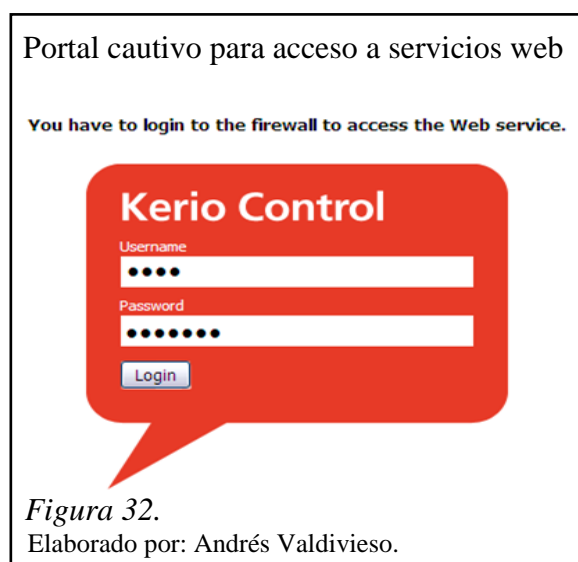 Portal cautivo para acceso a servicios web
You have to login to the firewall to access the Web service.
Kerio Control
Username
●●●●
Password
●●●●●●●
Login
Figura 32.
Elaborado por: Andrés Valdivieso.